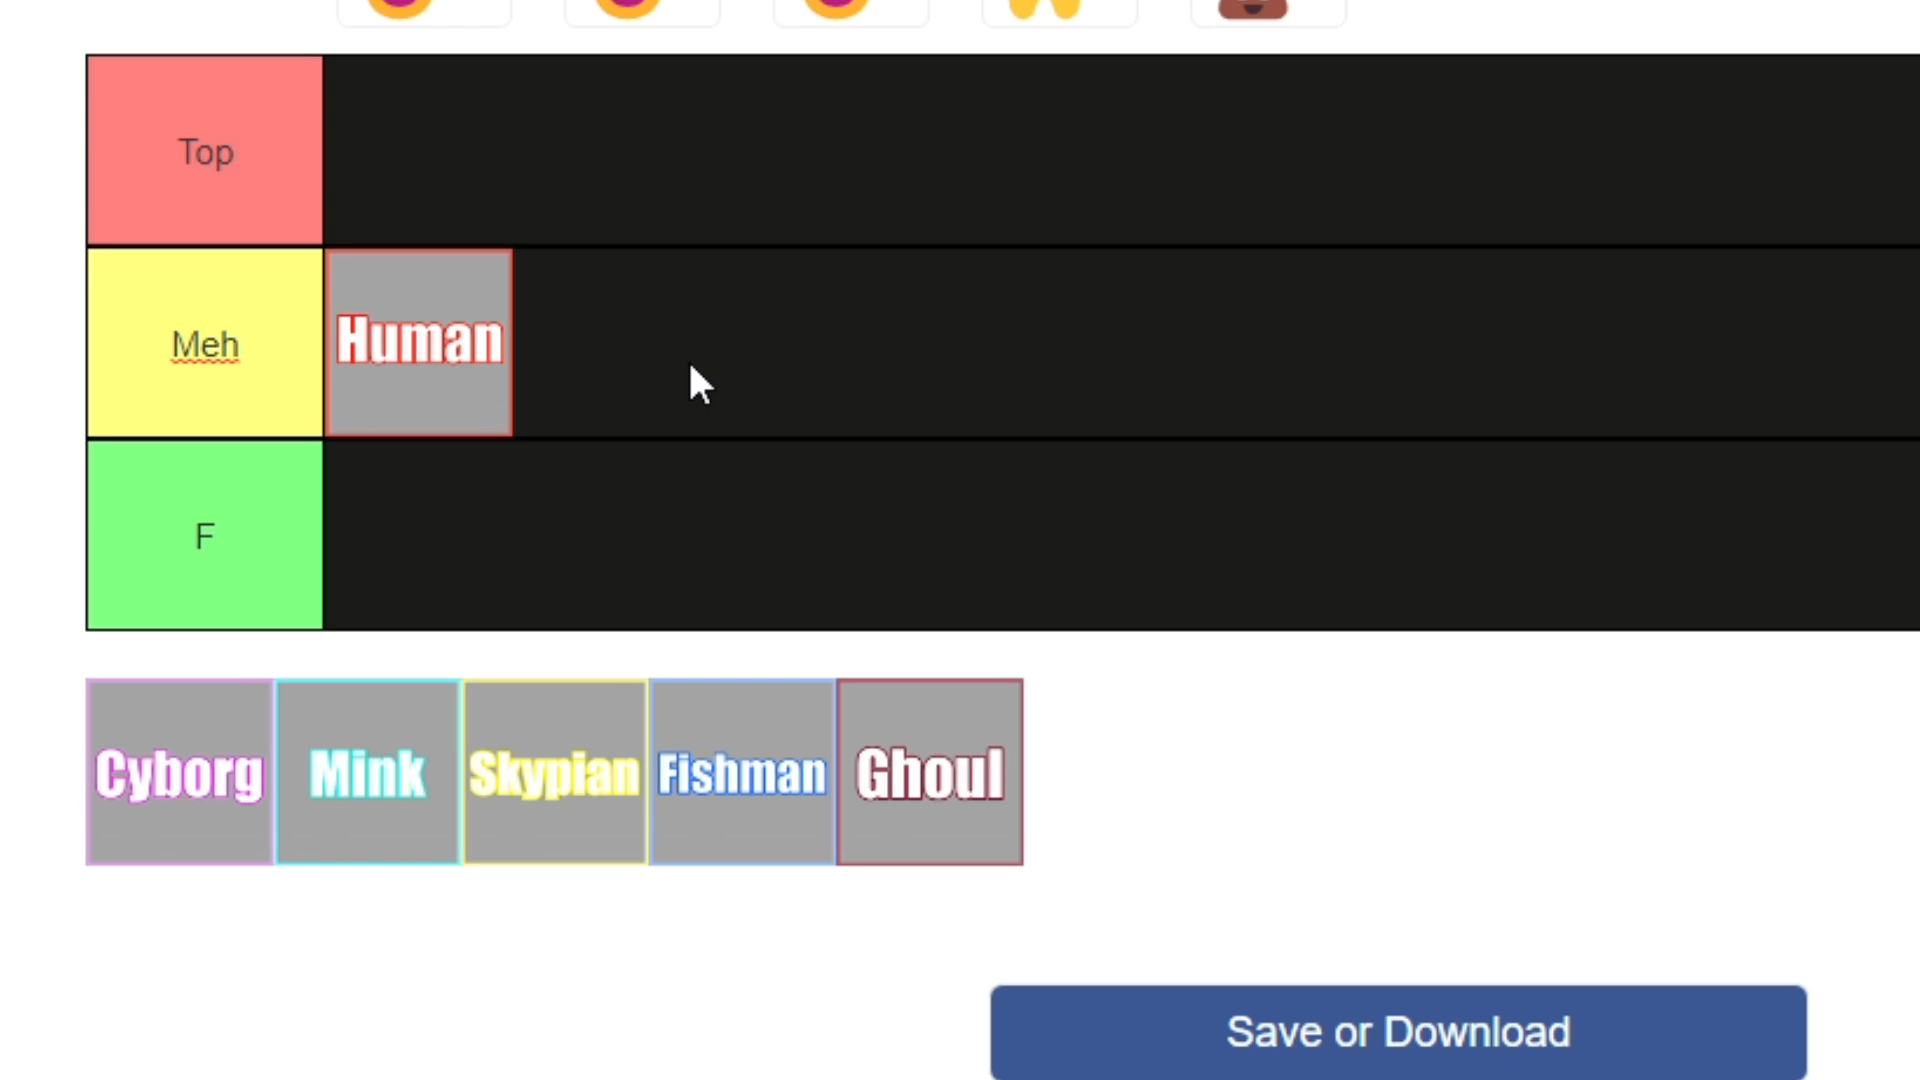 Top
Meh
Human
F
Cyborg
Mink
Skypian
Fishman
Ghoul
Save or Download